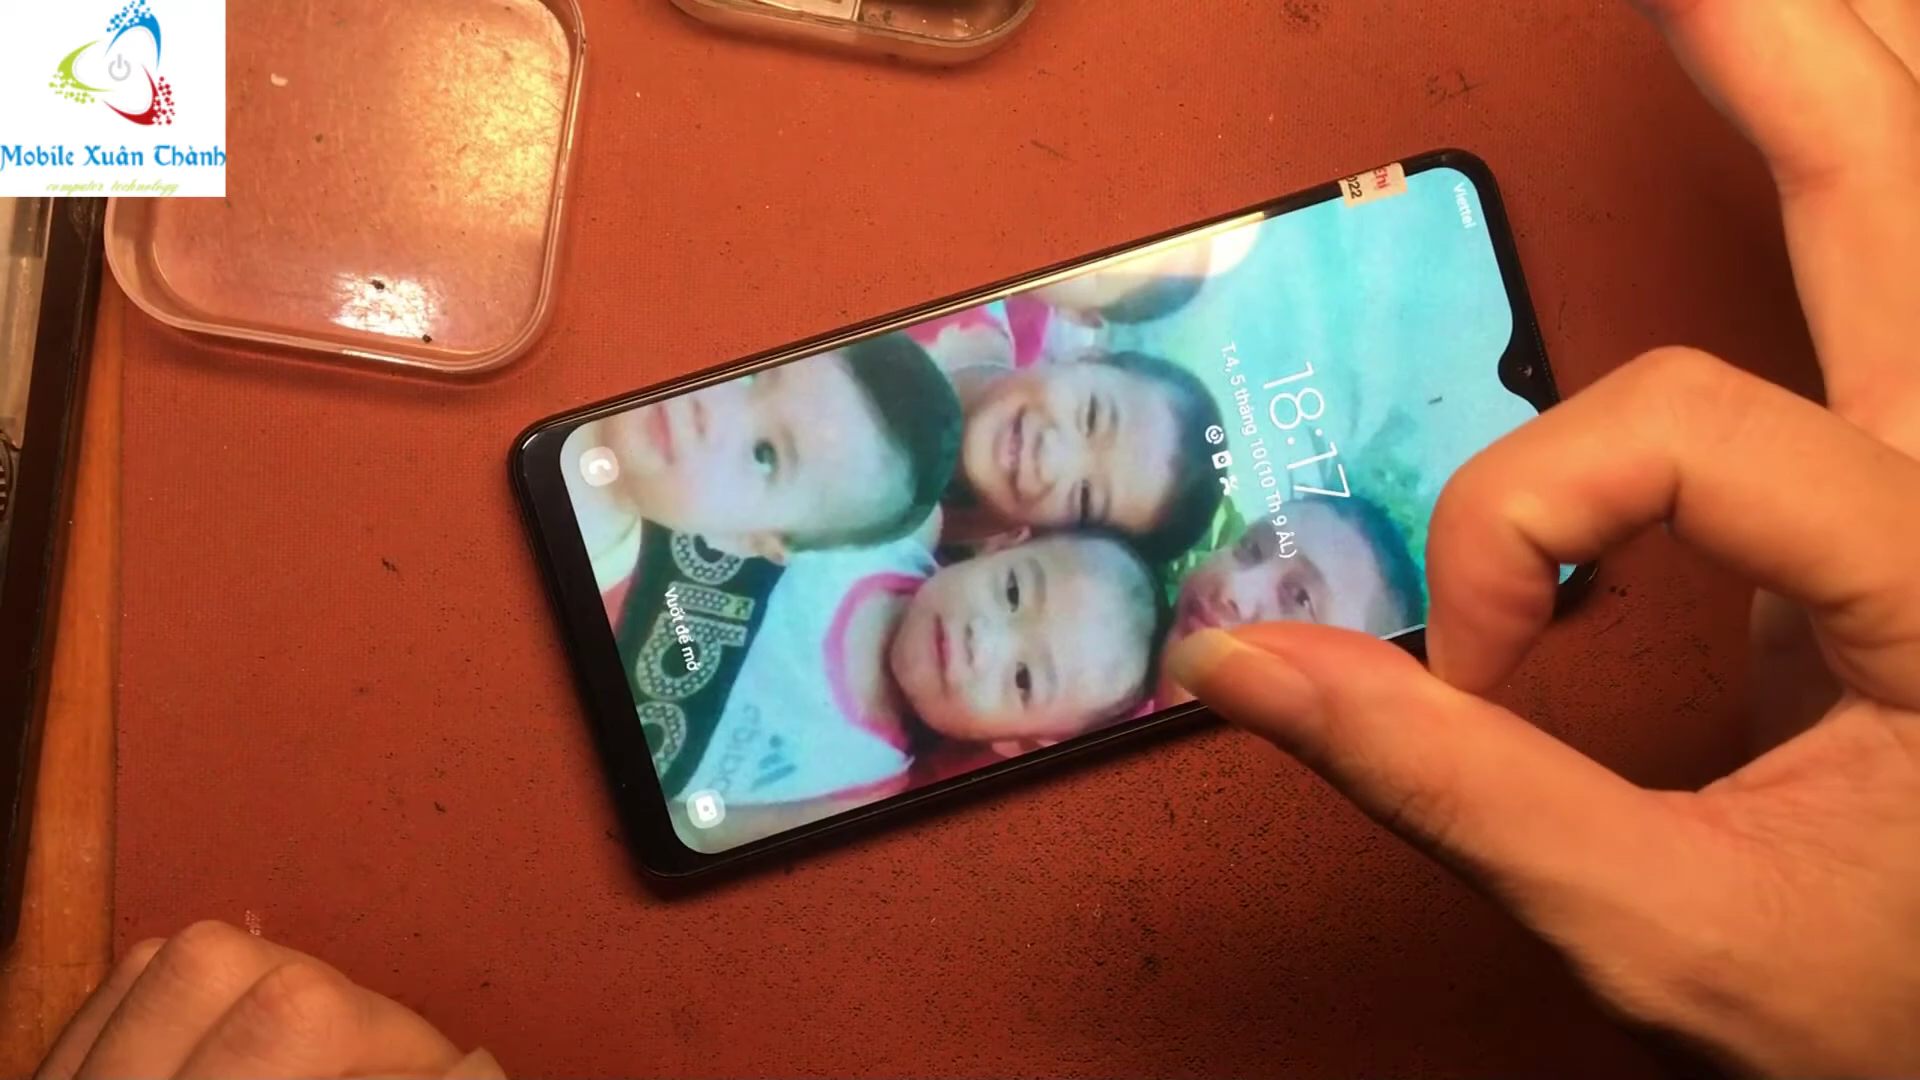 Mobile Xuân Thành
computer technology
Viettel
18:17
T.4, 5 tháng 10 (10 Th 9 ÂL)
Vuốt để mở
adidas